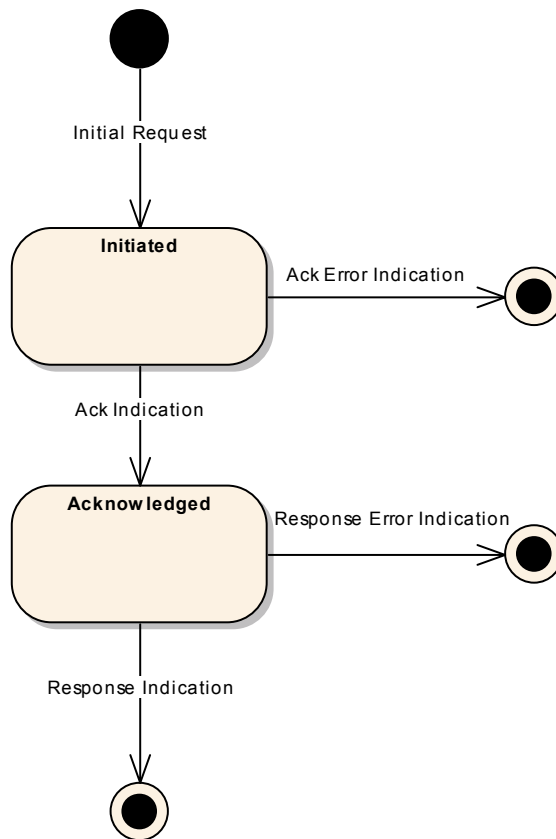 Initial Request
Initiated
Ack Error Indication
Ack Indication
Acknowledged
Response Error Indication
Response Indication